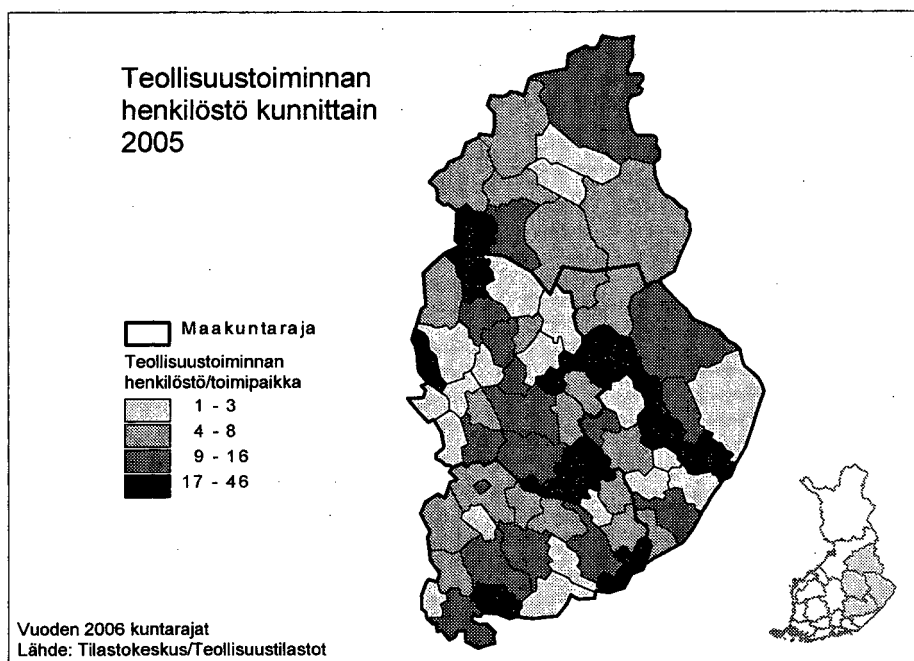 Teollisuustoiminnan
henkilöstö kunnittain
2005
Maakuntaraja
Teollisuustoiminnan
henkilöstö/toimipaikka
1 - 3
4 - 8
9 - 16
17 - 46
Vuoden 2006 kuntarajat
Lähde: Tilastokeskus/Teollisuustilastot